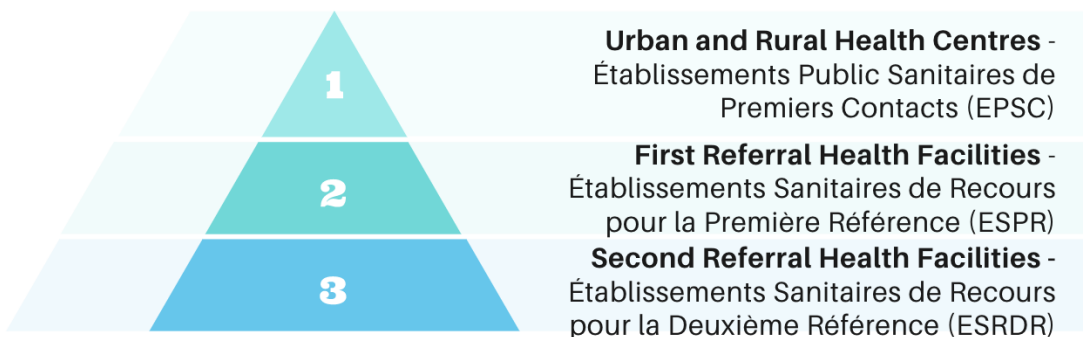 1
Urban and Rural Health Centres -
Établissements Public Sanitaires de
Premiers Contacts (EPSC)
2
First Referral Health Facilities -
Établissements Sanitaires de Recours
pour la Première Référence (ESPR)
3
Second Referral Health Facilities -
Établissements Sanitaires de Recours
pour la Deuxième Référence (ESRDR)